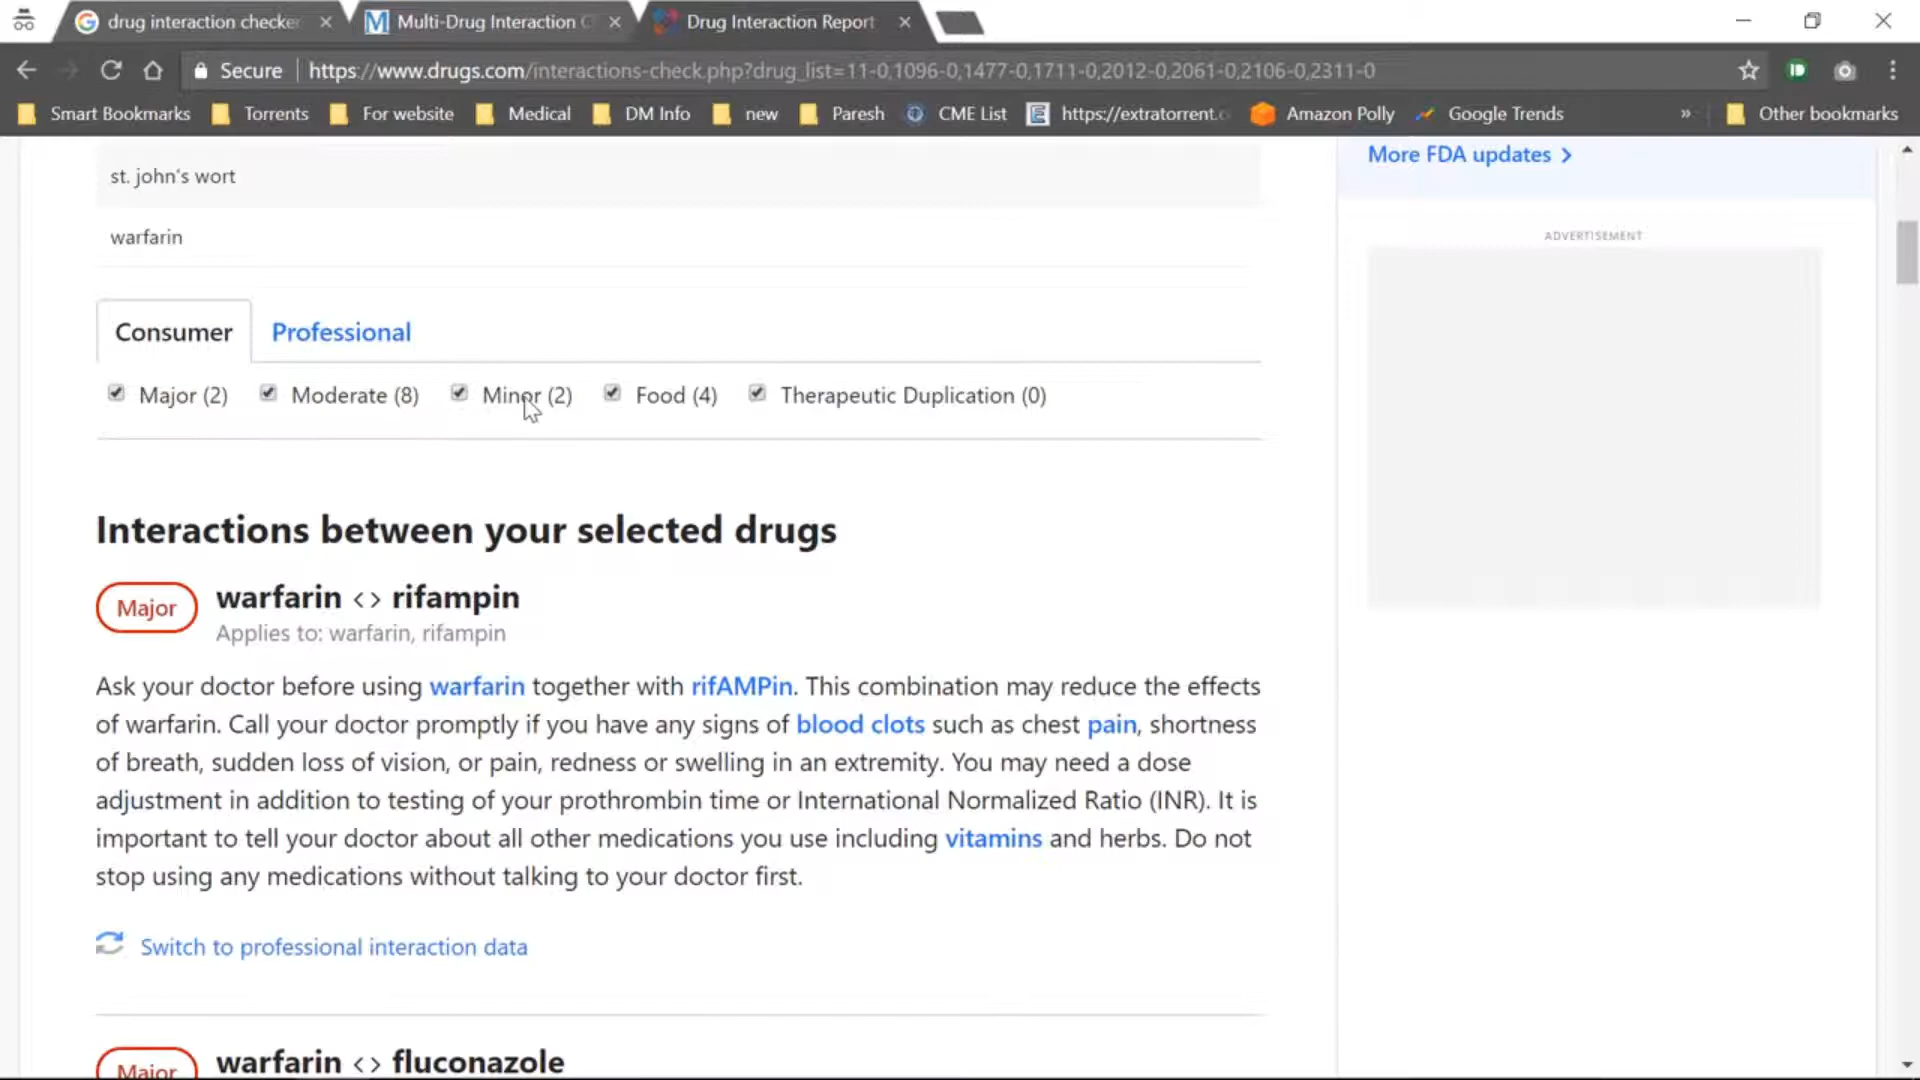 drug interaction checke
Multi-Drug Interaction C
Drug Interaction Report
Secure
https://www.drugs.com/interactions-check.php?drug_list=11-0,1096-0,1477-0,1711-0,2012-0,2061-0,2106-0,2311-0
Smart Bookmarks
Torrents
For website
Medical
DM Info
new
Paresh
CME List
https://extratorrent.c
Amazon Polly
Google Trends
»
Other bookmarks
st. john's wort
warfarin
More FDA updates
ADVERTISEMENT
Consumer
Professional
Major (2)
Moderate (8)
Minor (2)
Food (4)
Therapeutic Duplication (0)
Interactions between your selected drugs
Major
warfarin <> rifampin
Applies to: warfarin, rifampin
Ask your doctor before using warfarin together with rifAMPin. This combination may reduce the effects
of warfarin. Call your doctor promptly if you have any signs of blood clots such as chest pain, shortness
of breath, sudden loss of vision, or pain, redness or swelling in an extremity. You may need a dose
adjustment in addition to testing of your prothrombin time or International Normalized Ratio (INR). It is
important to tell your doctor about all other medications you use including vitamins and herbs. Do not
stop using any medications without talking to your doctor first.
Switch to professional interaction data
Major
warfarin <> fluconazole